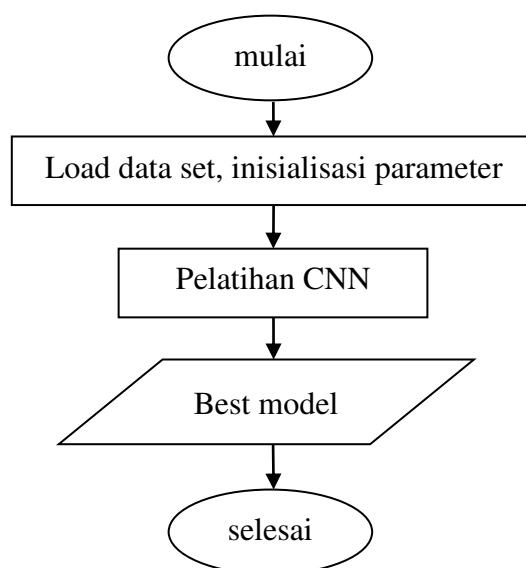 mulai
Load data set, inisialisasi parameter
Pelatihan CNN
Best model
selesai